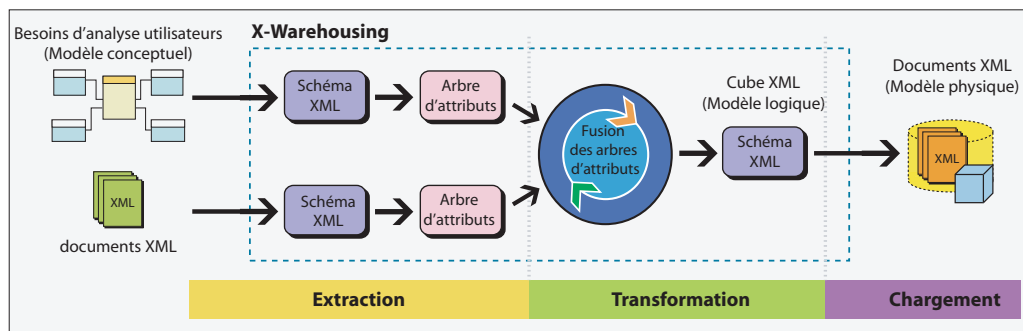 Besoins d'analyse utilisateurs
(Modèle conceptuel)
X-Warehousing
Schéma
XML
Arbre
d'attributs
Fusion
des arbres
d'attributs
Cube XML
(Modèle logique)
Schéma
XML
Documents XML
(Modèle physique)
XML
XML
documents XML
Schéma
XML
Arbre
d'attributs
Extraction
Transformation
Chargement